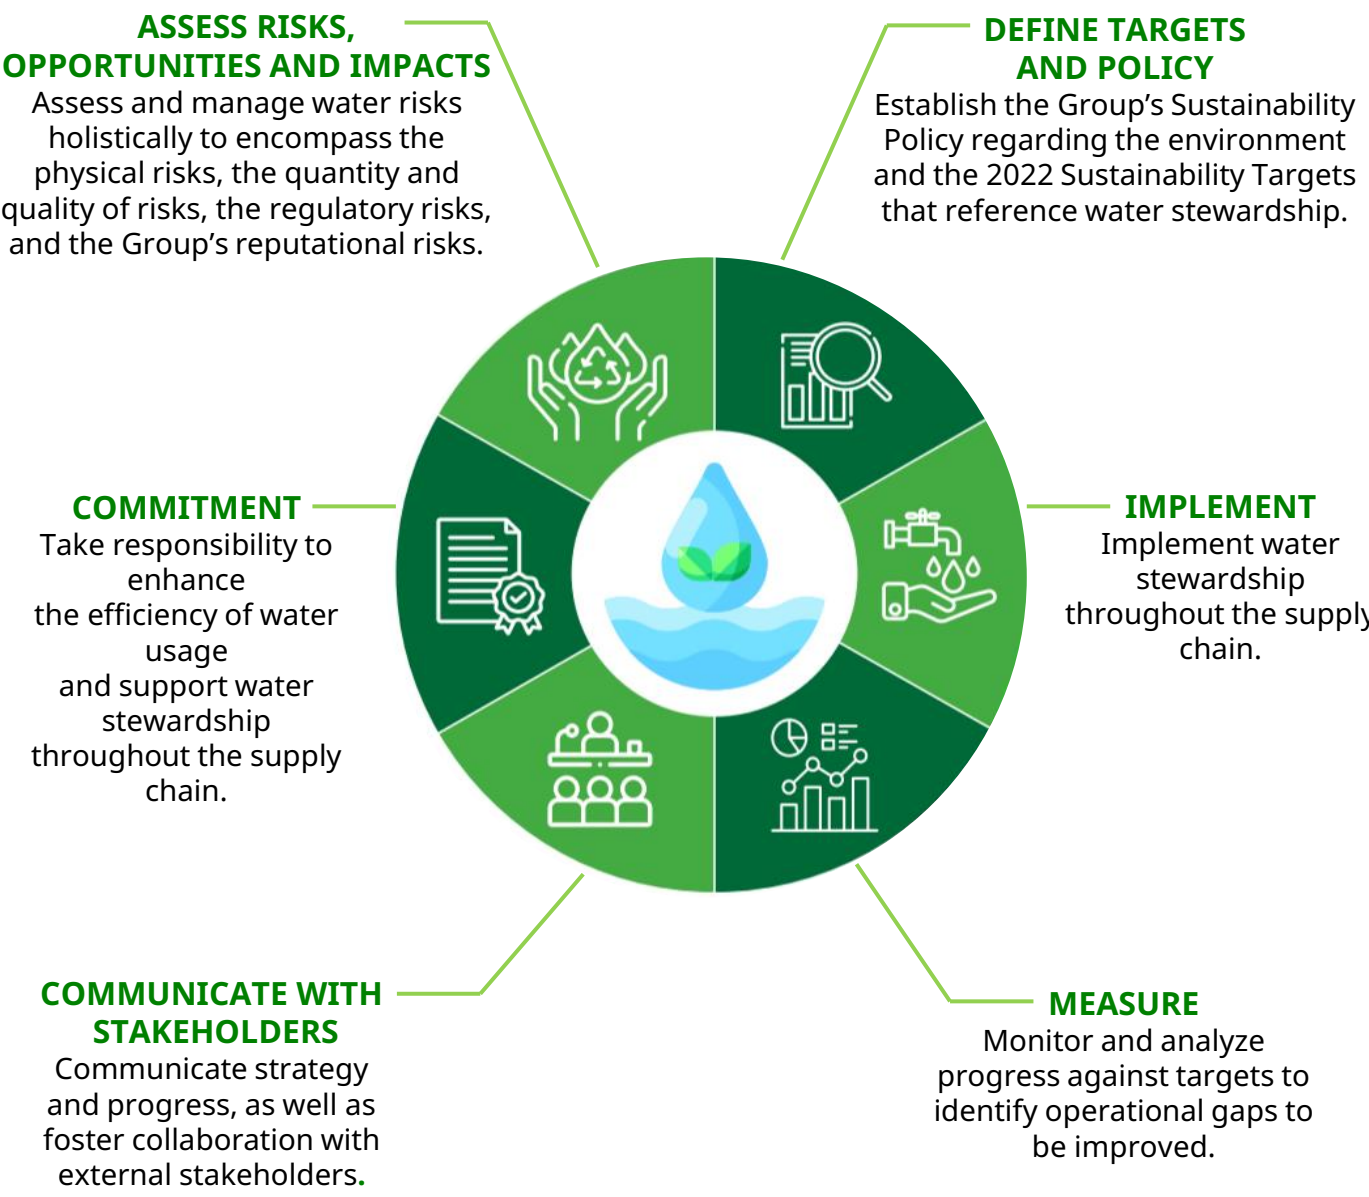 ASSESS RISKS,
OPPORTUNITIES AND IMPACTS
Assess and manage water risks
holistically to encompass the
physical risks, the quantity and
quality of risks, the regulatory risks,
and the Group's reputational risks.
DEFINE TARGETS
AND POLICY
Establish the Group's Sustainability
Policy regarding the environment
and the 2022 Sustainability Targets
that reference water stewardship.
COMMITMENT
Take responsibility to
enhance
the efficiency of water
usage
and support water
stewardship
throughout the supply
chain.
IMPLEMENT
Implement water
stewardship
throughout the supply
chain.
COMMUNICATE WITH
STAKEHOLDERS
Communicate strategy
and progress, as well as
foster collaboration with
external stakeholders.
MEASURE
Monitor and analyze
progress against targets to
identify operational gaps to
be improved.